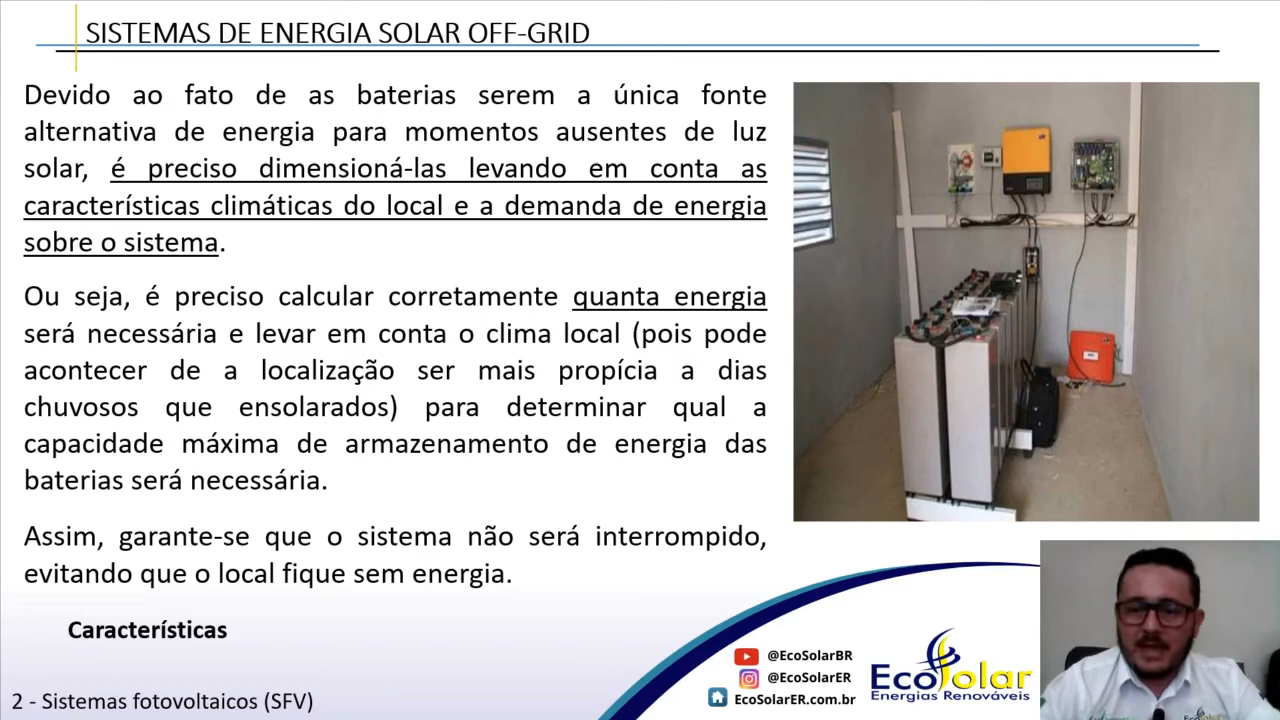 SISTEMAS DE ENERGIA SOLAR OFF-GRID
Devido ao fato de as baterias serem a única fonte
alternativa de energia para momentos ausentes de luz
solar, é preciso dimensioná-las levando em conta as
características climáticas do local e a demanda de energia
sobre o sistema.
Ou seja, é preciso calcular corretamente quanta energia
será necessária e levar em conta o clima local (pois pode
acontecer de a localização ser mais propícia a dias
chuvosos que ensolarados) para determinar qual a
capacidade máxima de armazenamento de energia das
baterias será necessária.
Assim, garante-se que o sistema não será interrompido,
evitando que o local fique sem energia.
Características
2 - Sistemas fotovoltaicos (SFV)
@EcoSolarBR
@EcoSolarER
EcoSolarER.com.br
EcoSolar
Energias Renováveis